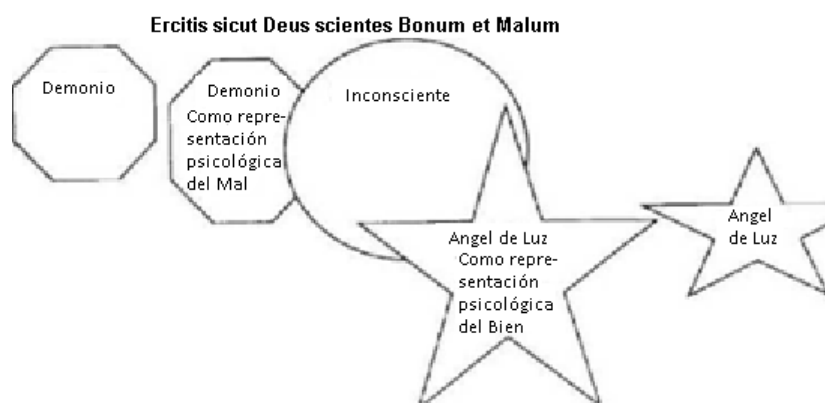 Ercitis sicut Deus scientes Bonum et Malum
Demonio
Demonio
Como repre-
sentación
psicológica
del Mal
Inconsciente
Angel de Luz
Como repre-
sentación
psicológica
del Bien
Angel
de Luz